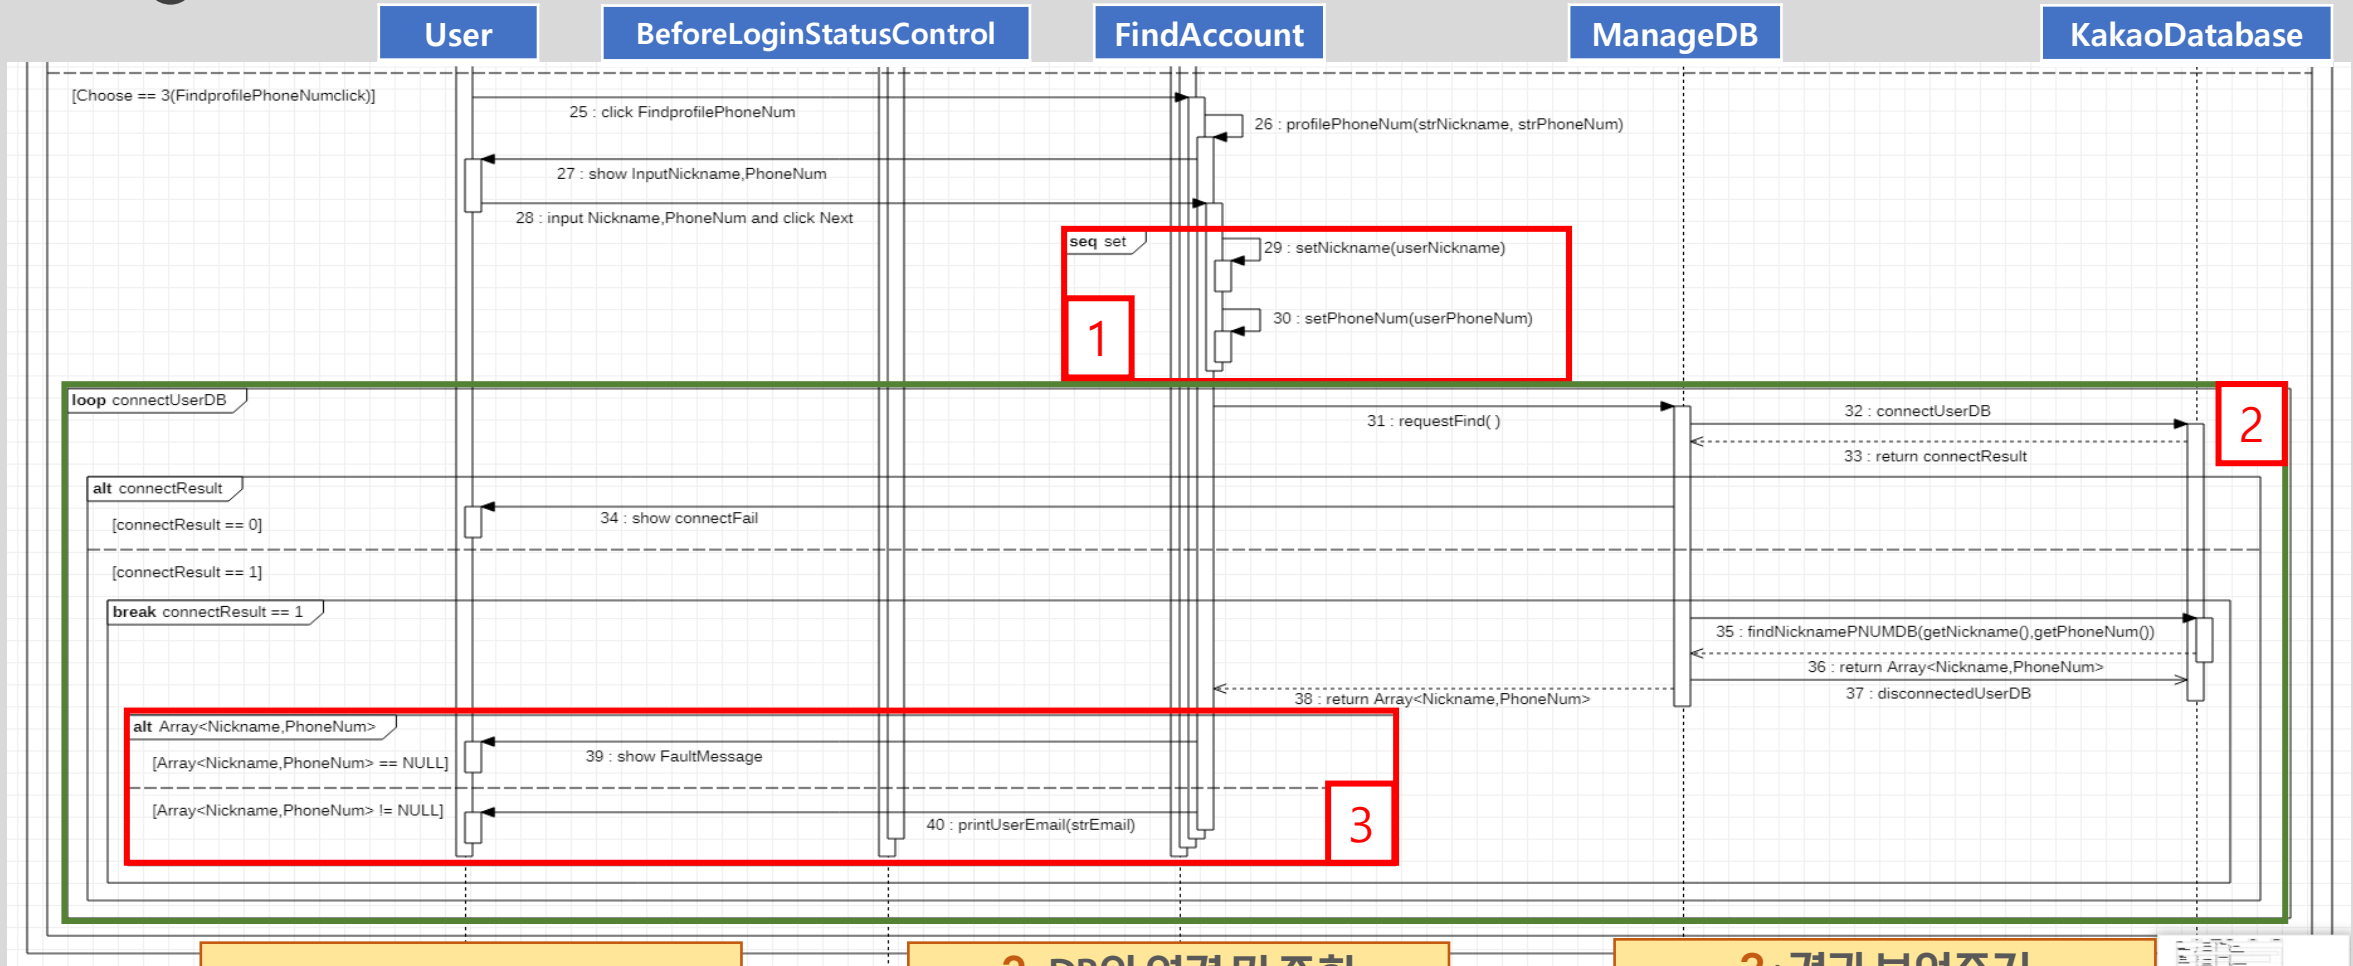 User
BeforeLoginStatusControl
FindAccount
ManageDB
KakaoDatabase
[Choose == 3(FindprofilePhoneNumclick)]
25 : click FindprofilePhoneNum
26 : profilePhoneNum(strNickname, strPhoneNum)
27 : show InputNickname,PhoneNum
28 : input Nickname,PhoneNum and click Next
seq set
29 : setNickname(userNickname)
30 : setPhoneNum(userPhoneNum)
1
loop connectUserDB
31 : requestFind( )
32 : connectUserDB
2
33 : return connectResult
alt connectResult
34 : show connectFail
[connectResult == 0]
[connectResult == 1]
break connectResult == 1
35 : findNicknamePNUMDB(getNickname(),getPhoneNum())
36 : return Array<Nickname,PhoneNum>
37 : disconnectedUserDB
38 : return Array<Nickname,PhoneNum>
alt Array<Nickname,PhoneNum>
[Array<Nickname,PhoneNum> == NULL]
39 : show FaultMessage
[Array<Nickname,PhoneNum> != NULL]
40 : printUserEmail(strEmail)
3